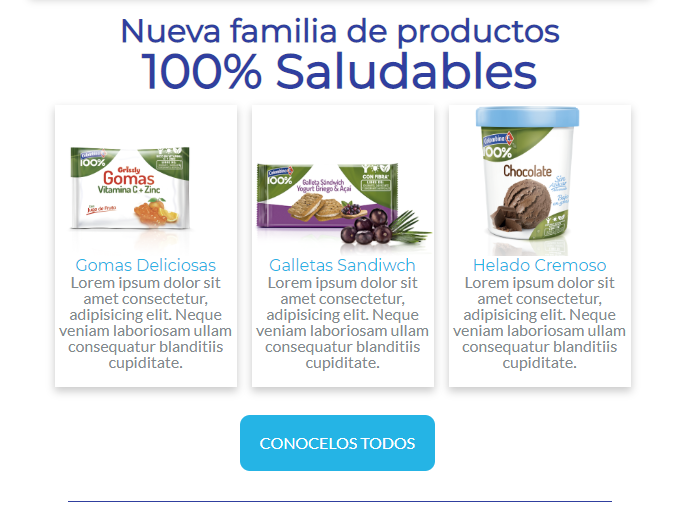 Nueva familia de productos
100% Saludables
Colombina
100%
Grissly
Gomas
Vitamina C + Zinc
Jugo de Fruta
Colombina
100%
Galleta Sándwich
Yogurt Griego & Açaí
CON FIBRA
LIBRE DE:
Colombina
100%
Chocolate
Gomas Deliciosas
Lorem ipsum dolor sit
amet consectetur,
adipisicing elit. Neque
veniam laboriosam ullam
consequatur blanditiis
cupiditate.
Galletas Sandiwch
Lorem ipsum dolor sit
amet consectetur,
adipisicing elit. Neque
veniam laboriosam ullam
consequatur blanditiis
cupiditate.
Helado Cremoso
Lorem ipsum dolor sit
amet consectetur,
adipisicing elit. Neque
veniam laboriosam ullam
consequatur blanditiis
cupiditate.
CONOCELOS TODOS